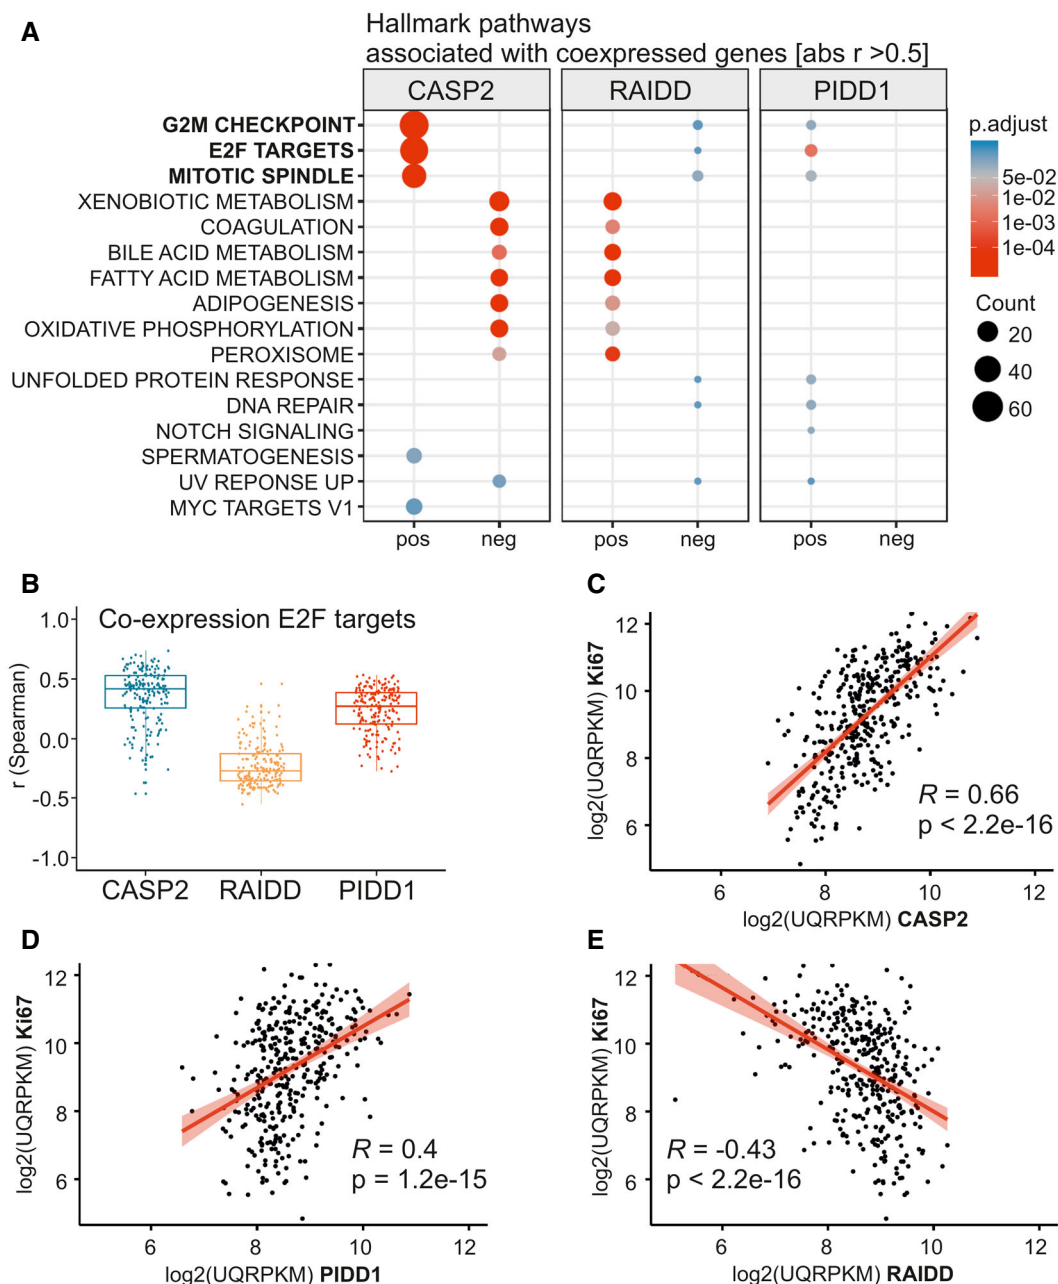 A
Hallmark pathways
associated with coexpressed genes [abs r >0.5]
CASP2
RAIDD
PIDD1
G2M CHECKPOINT
E2F TARGETS
MITOTIC SPINDLE
XENOBIOTIC METABOLISM
COAGULATION
BILE ACID METABOLISM
FATTY ACID METABOLISM
ADIPOGENESIS
OXIDATIVE PHOSPHORYLATION
PEROXISOME
UNFOLDED PROTEIN RESPONSE
DNA REPAIR
NOTCH SIGNALING
SPERMATOGENESIS
UV REPONSE UP
MYC TARGETS V1
pos
neg
pos
neg
pos
neg
p.adjust
5e-02
1e-02
1e-03
1e-04
Count
20
40
60
B
Co-expression E2F targets
r (Spearman)
1.0
0.5
0.0
-0.5
-1.0
CASP2
RAIDD
PIDD1
C
log2(UQRPKM) Ki67
12
10
8
6
R = 0.66
p < 2.2e-16
6
8
10
12
log2(UQRPKM) CASP2
D
log2(UQRPKM) Ki67
12
10
8
6
R = 0.4
p = 1.2e-15
6
8
10
12
log2(UQRPKM) PIDD1
E
log2(UQRPKM) Ki67
12
10
8
6
R = -0.43
p < 2.2e-16
6
8
10
12
log2(UQRPKM) RAIDD